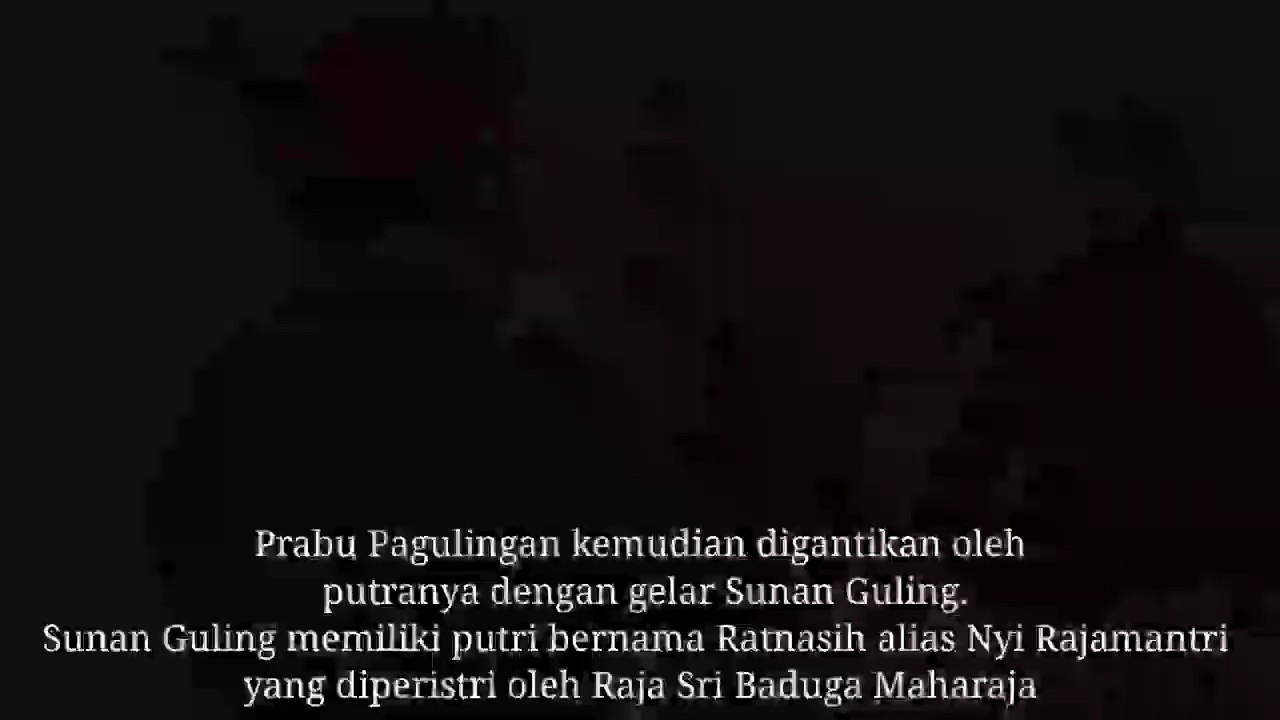 Prabu Pagulingan kemudian digantikan oleh
putranya dengan gelar Sunan Guling.
Sunan Guling memiliki putri bernama Ratnasih alias Nyi Rajamantri
yang diperistri oleh Raja Sri Baduga Maharaja